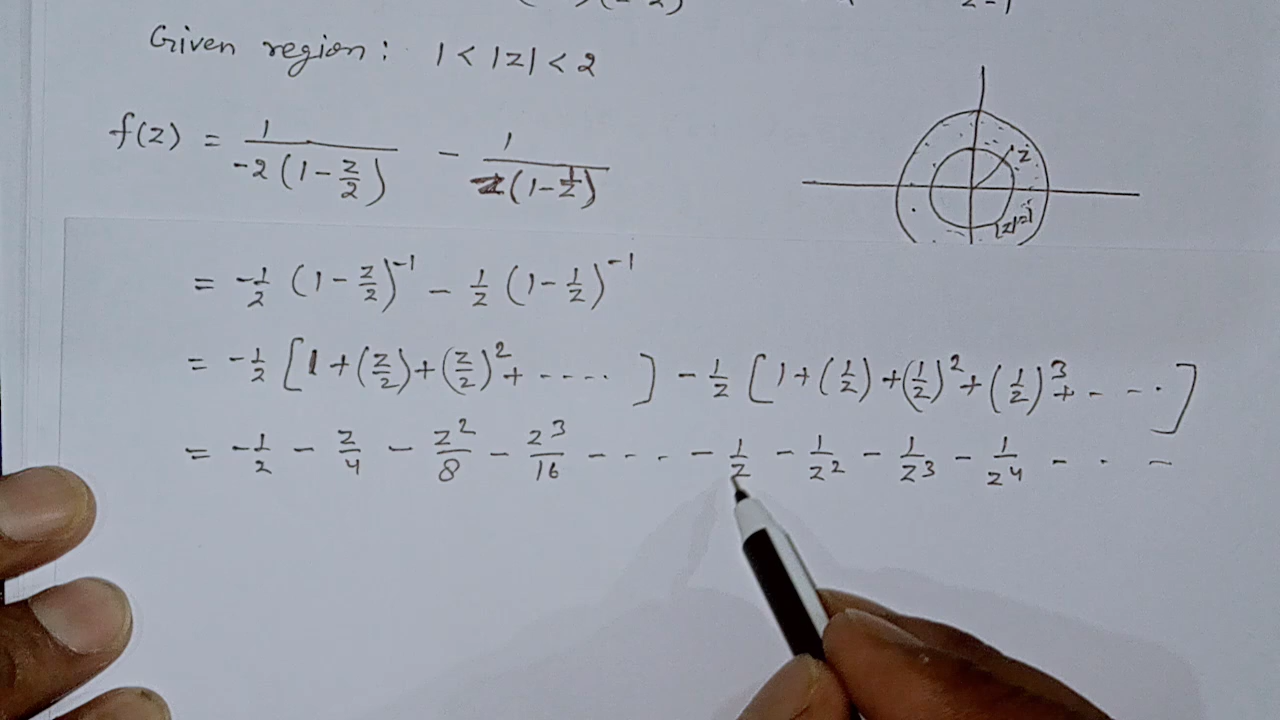 Given region: 1 < |z| < 2
f(z) = 1/(-2(1-z/2)) - 1/(z(1-1/z))
z
|z|=1
= -1/2 (1-z/2)^-1 - 1/z (1-1/z)^-1
= -1/2 [1+(z/2)+(z/2)^2+ ....] - 1/z [1+(1/z)+(1/z)^2+(1/z)^3+ - ...]
= -1/2 - z/4 - z^2/8 - z^3/16 - ... - 1/z - 1/z^2 - 1/z^3 - 1/z^4 - . -